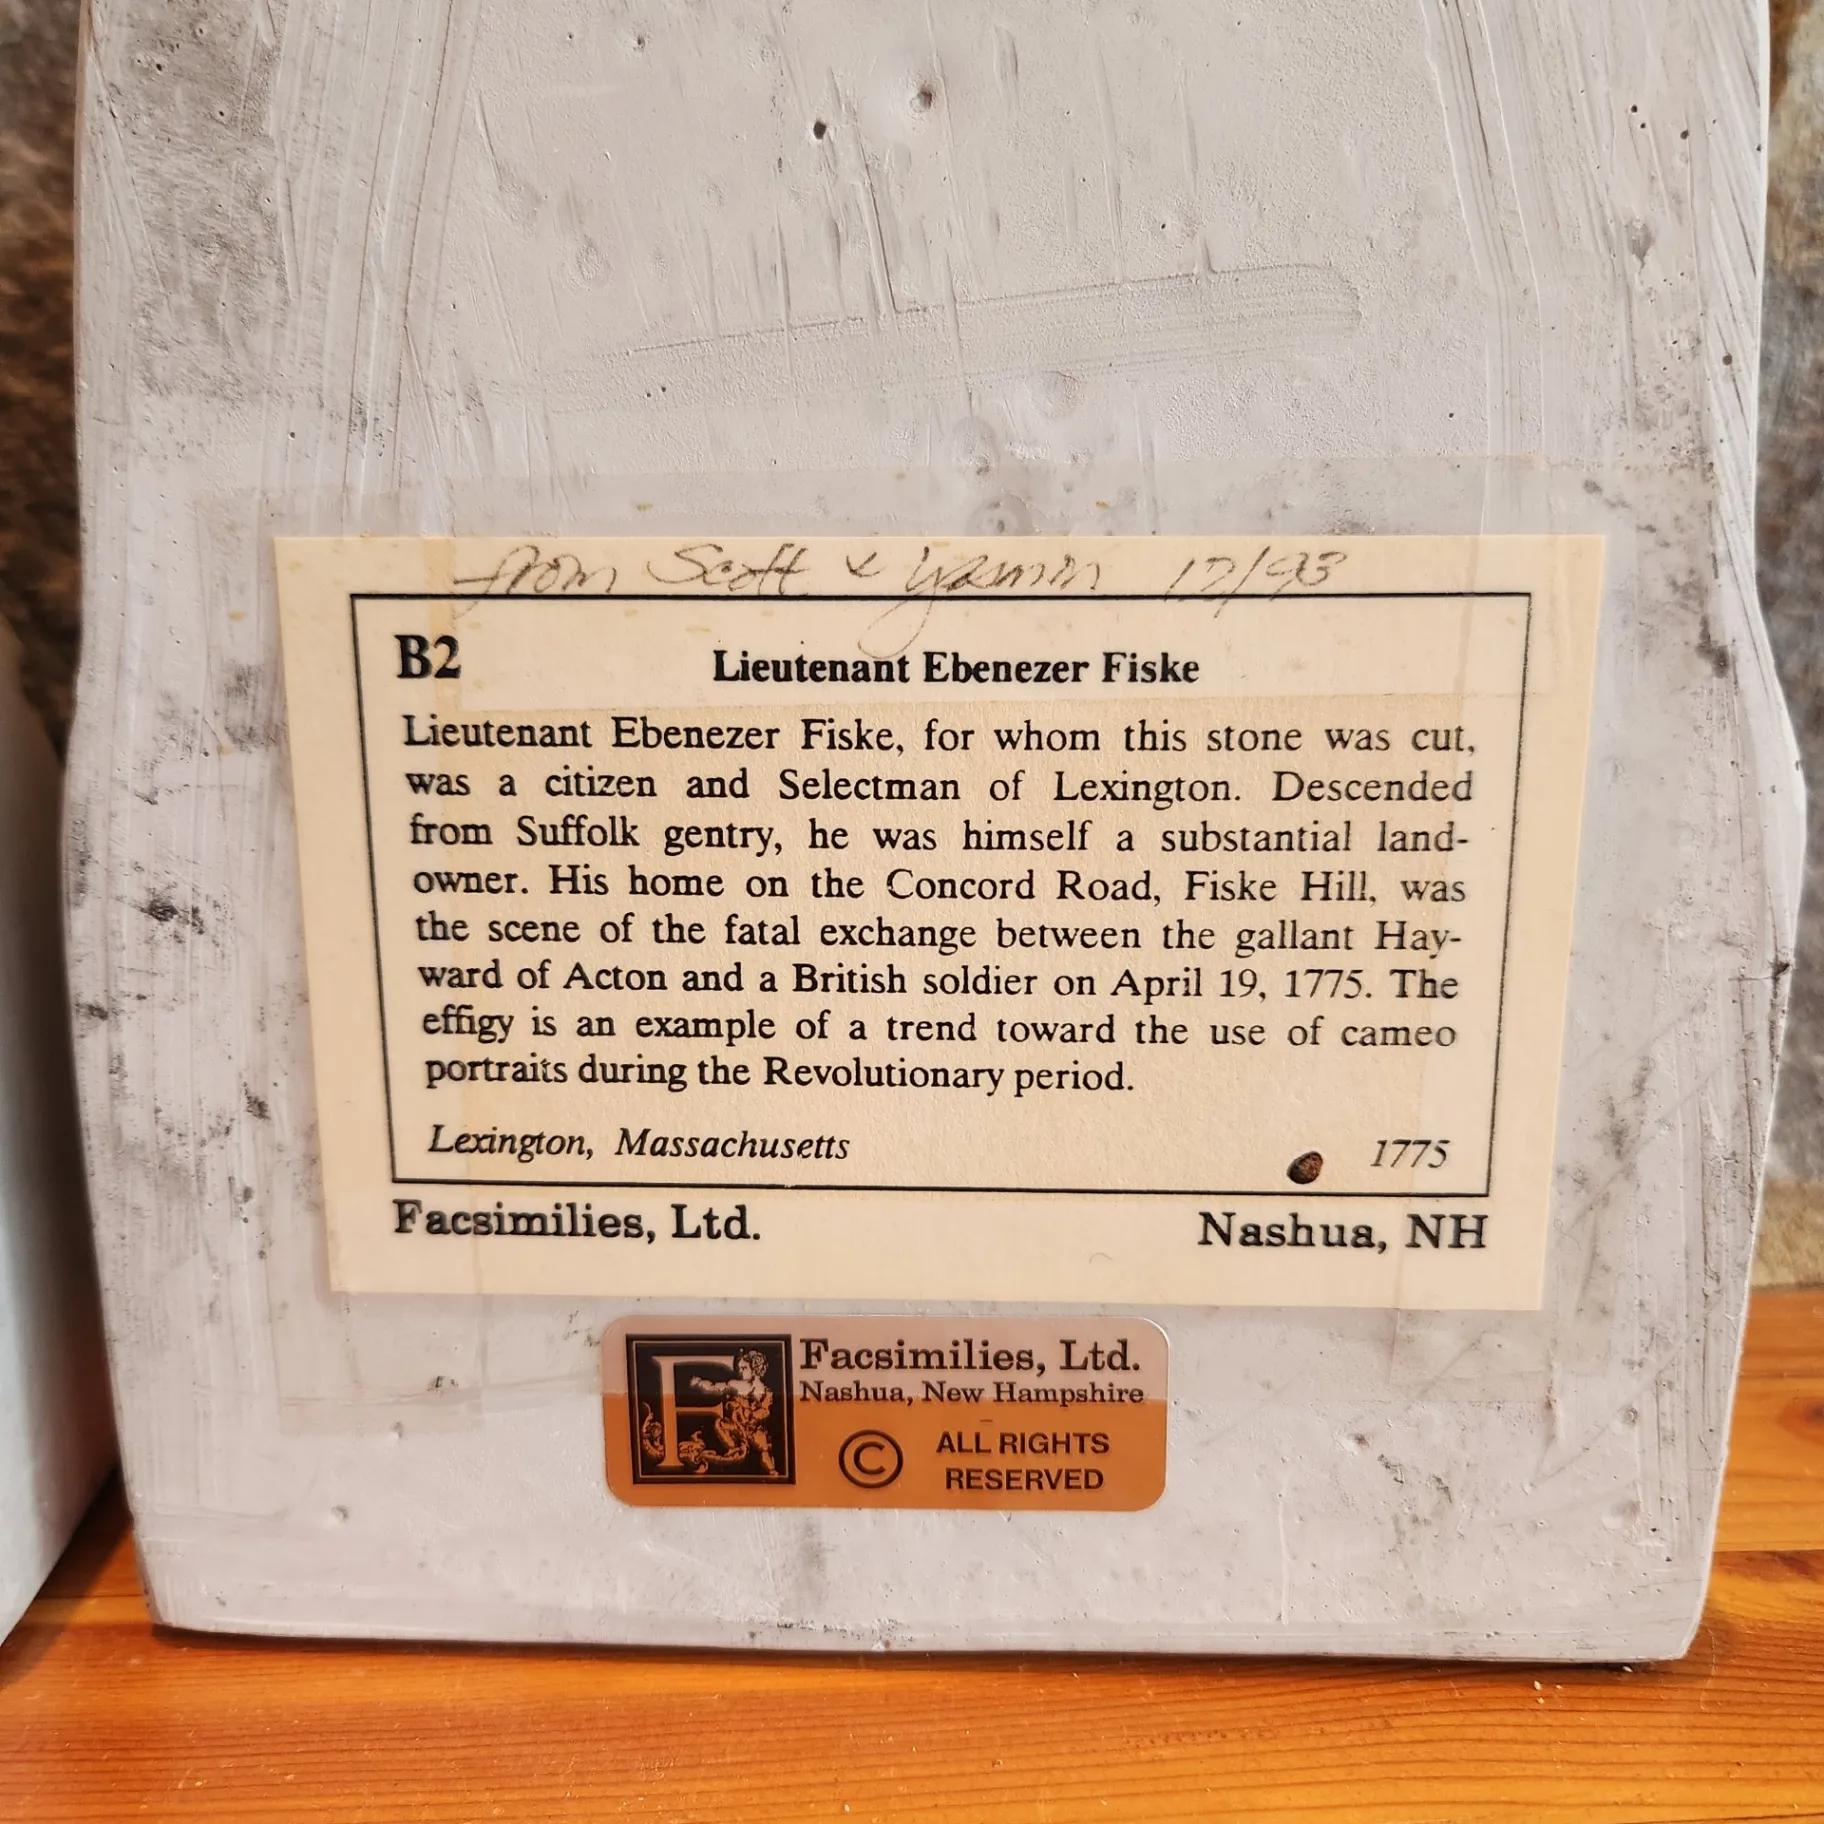 from Scott & Yasmin 12/93
B2 Lieutenant Ebenezer Fiske
Lieutenant Ebenezer Fiske, for whom this stone was cut,
was a citizen and Selectman of Lexington. Descended
from Suffolk gentry, he was himself a substantial land-
owner. His home on the Concord Road, Fiske Hill, was
the scene of the fatal exchange between the gallant Hay-
ward of Acton and a British soldier on April 19, 1775. The
effigy is an example of a trend toward the use of cameo
portraits during the Revolutionary period.
Lexington, Massachusetts 1775
Facsimilies, Ltd. Nashua, NH
F
Facsimilies, Ltd.
Nashua, New Hampshire
© ALL RIGHTS
RESERVED